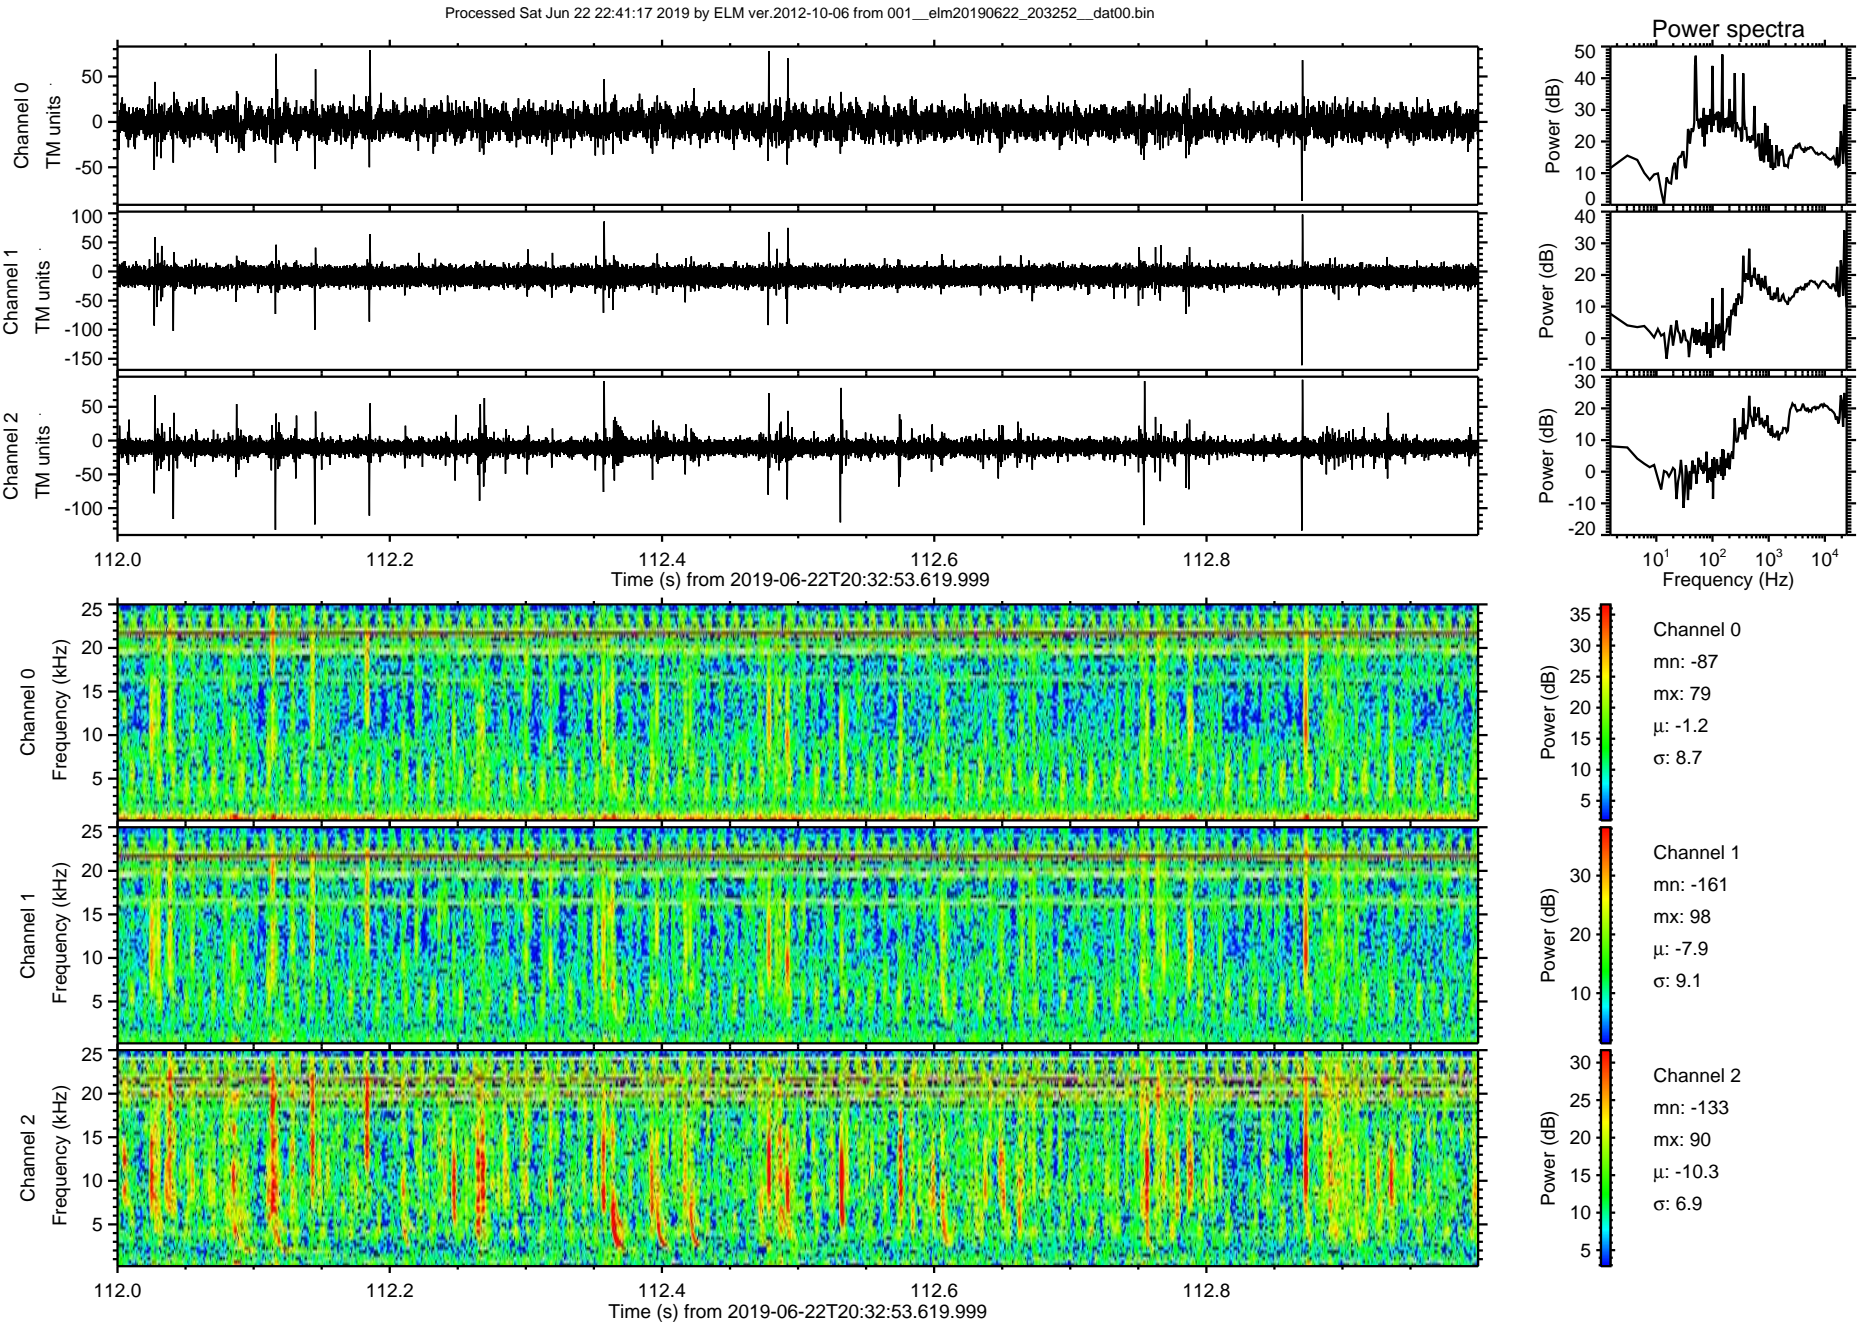 Processed Sat Jun 22 22:41:17 2019 by ELM ver.2012-10-06 from 001__elm20190622_203252__dat00.bin
Power spectra
Channel 0
TM units
50
0
-50
Power (dB)
50
40
30
20
10
0
Channel 1
TM units
100
50
0
-50
-100
-150
Power (dB)
40
30
20
10
0
-10
Channel 2
TM units
50
0
-50
-100
Power (dB)
30
20
10
0
-10
-20
112.0 112.2 112.4 112.6 112.8
Time (s) from 2019-06-22T20:32:53.619.999
10^1 10^2 10^3 10^4
Frequency (Hz)
Channel 0
Frequency (kHz)
25
20
15
10
5
Power (dB)
35
30
25
20
15
10
5
Channel 0
mn: -87
mx: 79
μ: -1.2
σ: 8.7
Channel 1
Frequency (kHz)
25
20
15
10
5
Power (dB)
30
20
10
Channel 1
mn: -161
mx: 98
μ: -7.9
σ: 9.1
Channel 2
Frequency (kHz)
25
20
15
10
5
Power (dB)
30
25
20
15
10
5
Channel 2
mn: -133
mx: 90
μ: -10.3
σ: 6.9
112.0 112.2 112.4 112.6 112.8
Time (s) from 2019-06-22T20:32:53.619.999